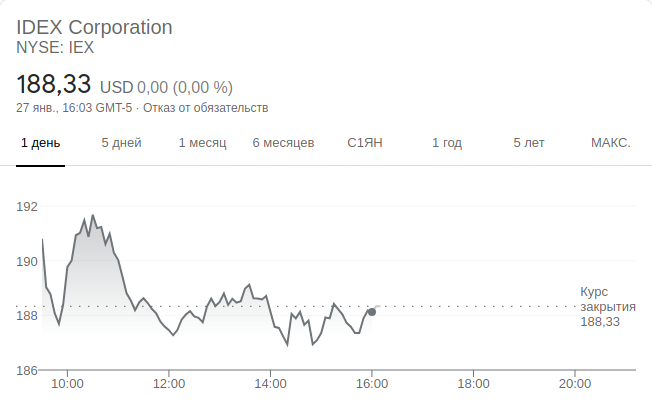 IDEX Corporation
NYSE: IEX
188,33 USD 0,00 (0,00 %)
27 янв., 16:03 GMT-5 · Отказ от обязательств
1 день 5 дней 1 месяц 6 месяцев С1ЯН 1 год 5 лет МАКС.
192
190
188
186
Курс
закрытия
188,33
10:00 12:00 14:00 16:00 18:00 20:00